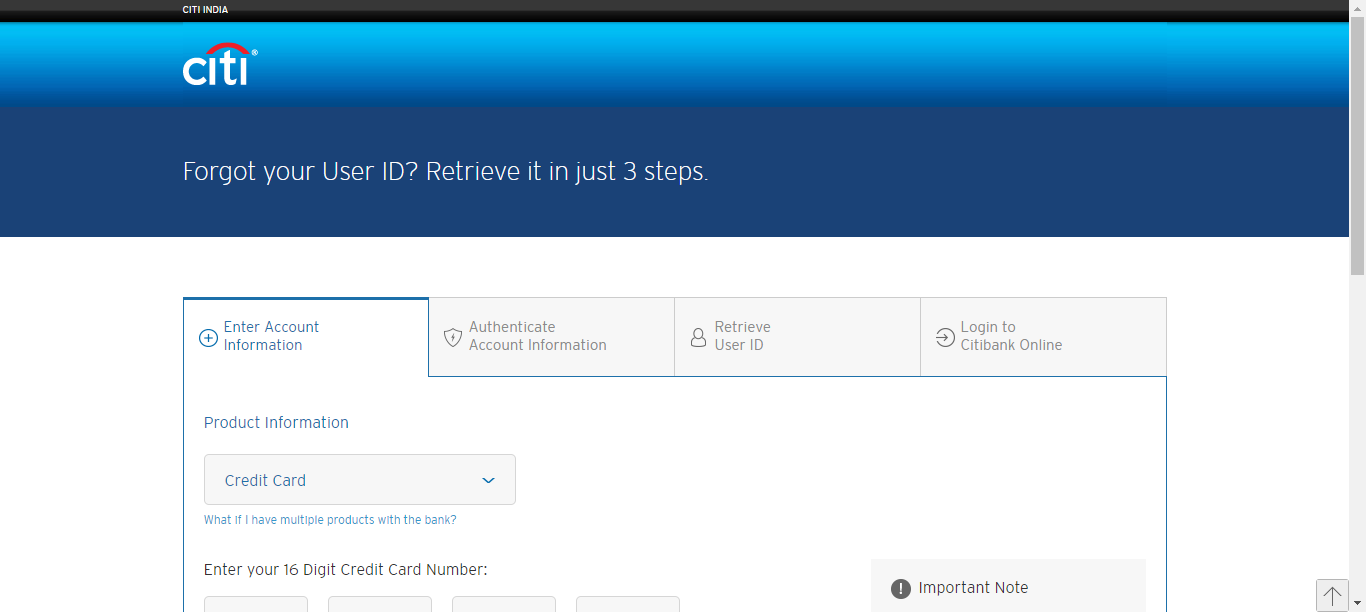 CITI INDIA
citi®
Forgot your User ID? Retrieve it in just 3 steps.
Enter Account
Information
Authenticate
Account Information
Retrieve
User ID
Login to
Citibank Online
Product Information
Credit Card
What if I have multiple products with the bank?
Enter your 16 Digit Credit Card Number:
Important Note